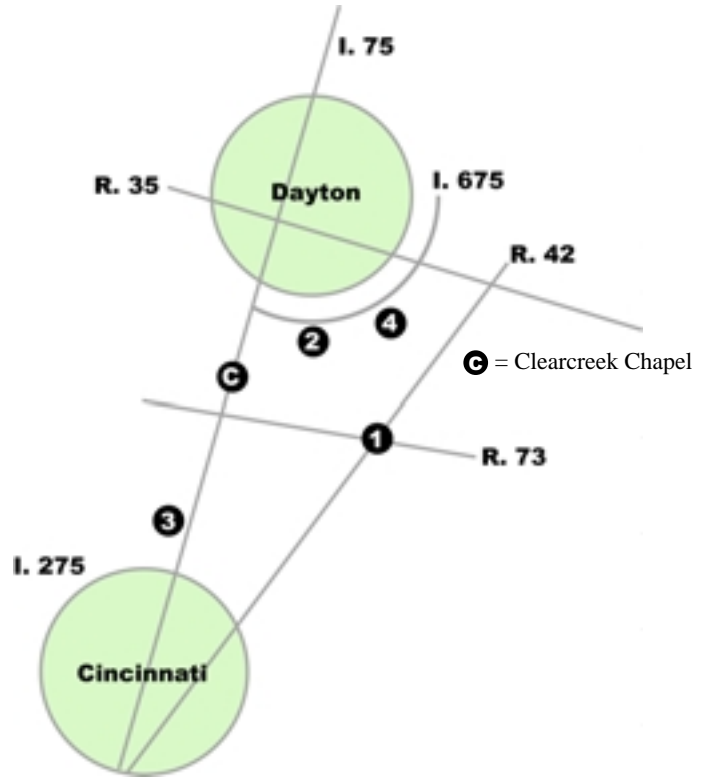 I. 75
R. 35
Dayton
I. 675
R. 42
2
4
C
C = Clearcreek Chapel
1
R. 73
3
I. 275
Cincinnati